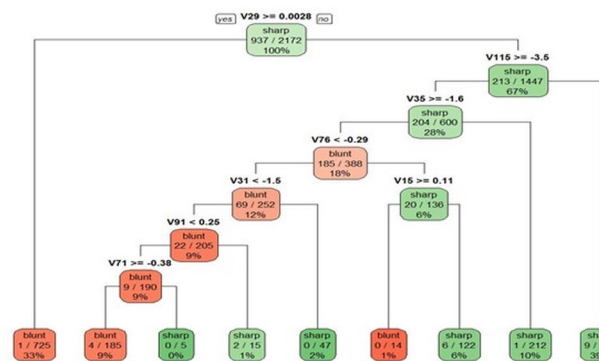 V29 >= 0.0028
yes
no
sharp
937 / 2172
100%
V115 >= -3.5
sharp
213 / 1447
67%
V35 >= -1.6
sharp
204 / 600
28%
V76 < -0.29
blunt
185 / 388
18%
V31 < -1.5
V15 >= 0.11
blunt
69 / 252
12%
sharp
20 / 136
6%
V91 < 0.25
blunt
22 / 205
9%
V71 >= -0.38
blunt
9 / 190
9%
blunt
1 / 725
33%
blunt
4 / 185
9%
sharp
0 / 5
0%
sharp
2 / 15
1%
sharp
0 / 47
2%
blunt
0 / 14
1%
sharp
6 / 122
6%
sharp
1 / 212
10%
9 /